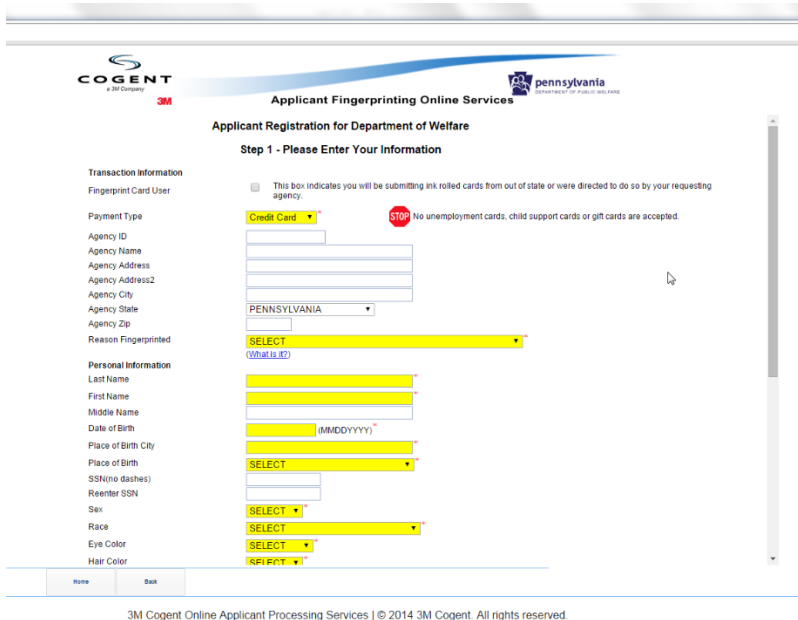 COGENT
a 3M Company
3M
pennsylvania
DEPARTMENT OF PUBLIC WELFARE
Applicant Fingerprinting Online Services
Applicant Registration for Department of Welfare
Step 1 - Please Enter Your Information
Transaction Information
Fingerprint Card User
This box indicates you will be submitting ink rolled cards from out of state or were directed to do so by your requesting
agency.
Payment Type Credit Card * STOP No unemployment cards, child support cards or gift cards are accepted.
Agency ID
Agency Name
Agency Address
Agency Address2
Agency City
Agency State PENNSYLVANIA
Agency Zip
Reason Fingerprinted SELECT *
(What is it?)
Personal Information
Last Name *
First Name *
Middle Name
Date of Birth (MMDDYYYY) *
Place of Birth City *
Place of Birth SELECT *
SSN(no dashes)
Reenter SSN
Sex SELECT *
Race SELECT *
Eye Color SELECT *
Hair Color SELECT *
Home Back
3M Cogent Online Applicant Processing Services | © 2014 3M Cogent. All rights reserved.